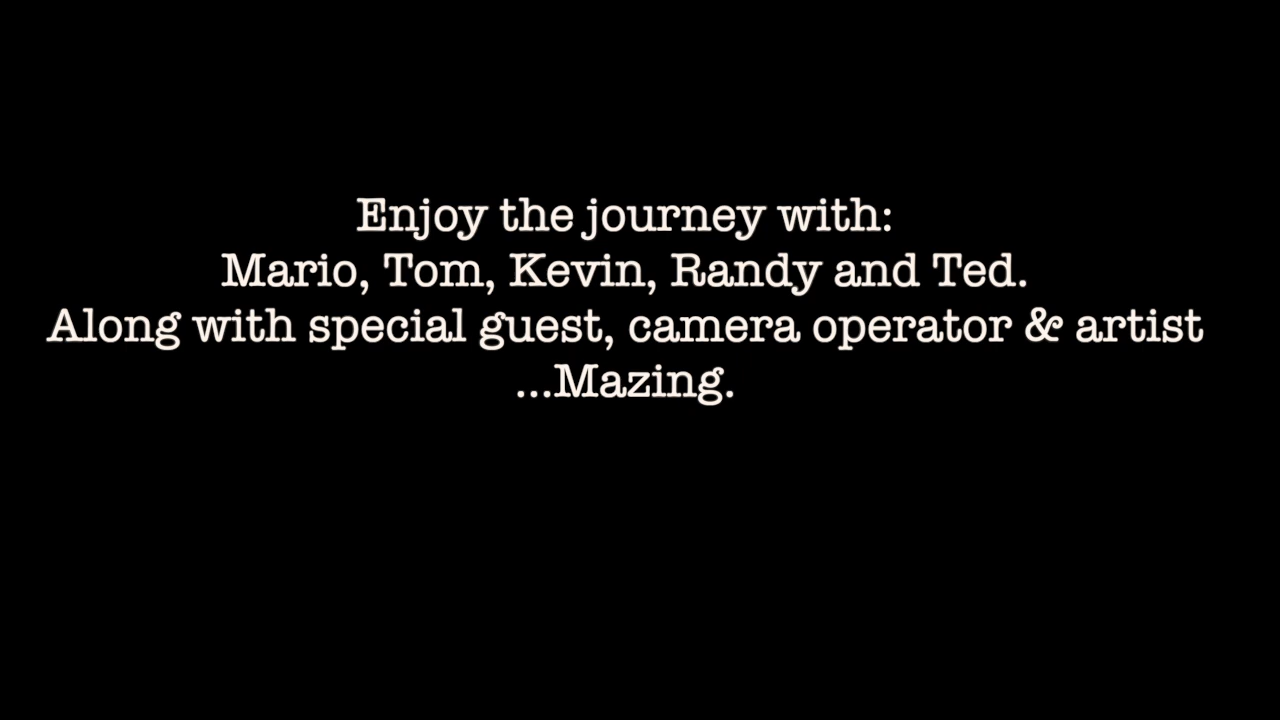 Enjoy the journey with:
Mario, Tom, Kevin, Randy and Ted.
Along with special guest, camera operator & artist
...Mazing.